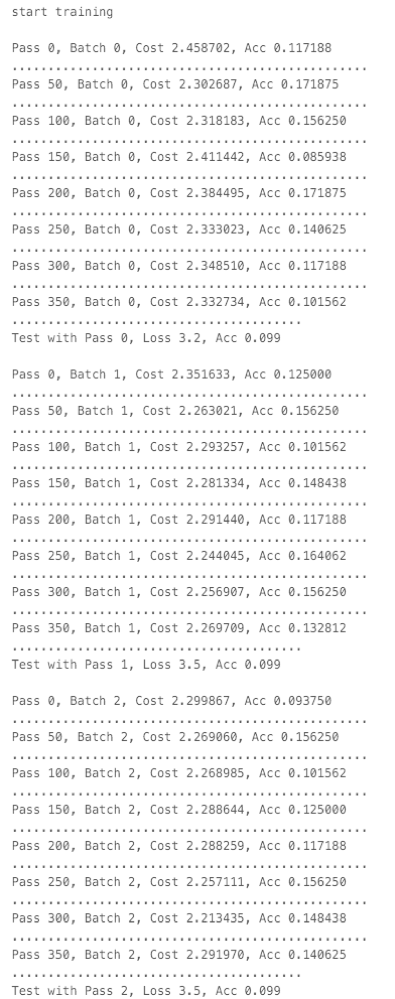 start training
Pass 0, Batch 0, Cost 2.458702, Acc 0.117188
.................................................
Pass 50, Batch 0, Cost 2.302687, Acc 0.171875
.................................................
Pass 100, Batch 0, Cost 2.318183, Acc 0.156250
.................................................
Pass 150, Batch 0, Cost 2.411442, Acc 0.085938
.................................................
Pass 200, Batch 0, Cost 2.384495, Acc 0.171875
.................................................
Pass 250, Batch 0, Cost 2.333023, Acc 0.140625
.................................................
Pass 300, Batch 0, Cost 2.348510, Acc 0.117188
.................................................
Pass 350, Batch 0, Cost 2.332734, Acc 0.101562
........................................
Test with Pass 0, Loss 3.2, Acc 0.099
Pass 0, Batch 1, Cost 2.351633, Acc 0.125000
.................................................
Pass 50, Batch 1, Cost 2.263021, Acc 0.156250
.................................................
Pass 100, Batch 1, Cost 2.293257, Acc 0.101562
.................................................
Pass 150, Batch 1, Cost 2.281334, Acc 0.148438
.................................................
Pass 200, Batch 1, Cost 2.291440, Acc 0.117188
.................................................
Pass 250, Batch 1, Cost 2.244045, Acc 0.164062
.................................................
Pass 300, Batch 1, Cost 2.256907, Acc 0.156250
.................................................
Pass 350, Batch 1, Cost 2.269709, Acc 0.132812
........................................
Test with Pass 1, Loss 3.5, Acc 0.099
Pass 0, Batch 2, Cost 2.299867, Acc 0.093750
.................................................
Pass 50, Batch 2, Cost 2.269060, Acc 0.156250
.................................................
Pass 100, Batch 2, Cost 2.268985, Acc 0.101562
.................................................
Pass 150, Batch 2, Cost 2.288644, Acc 0.125000
.................................................
Pass 200, Batch 2, Cost 2.288259, Acc 0.117188
.................................................
Pass 250, Batch 2, Cost 2.257111, Acc 0.156250
.................................................
Pass 300, Batch 2, Cost 2.213435, Acc 0.148438
.................................................
Pass 350, Batch 2, Cost 2.291970, Acc 0.140625
........................................
Test with Pass 2, Loss 3.5, Acc 0.099